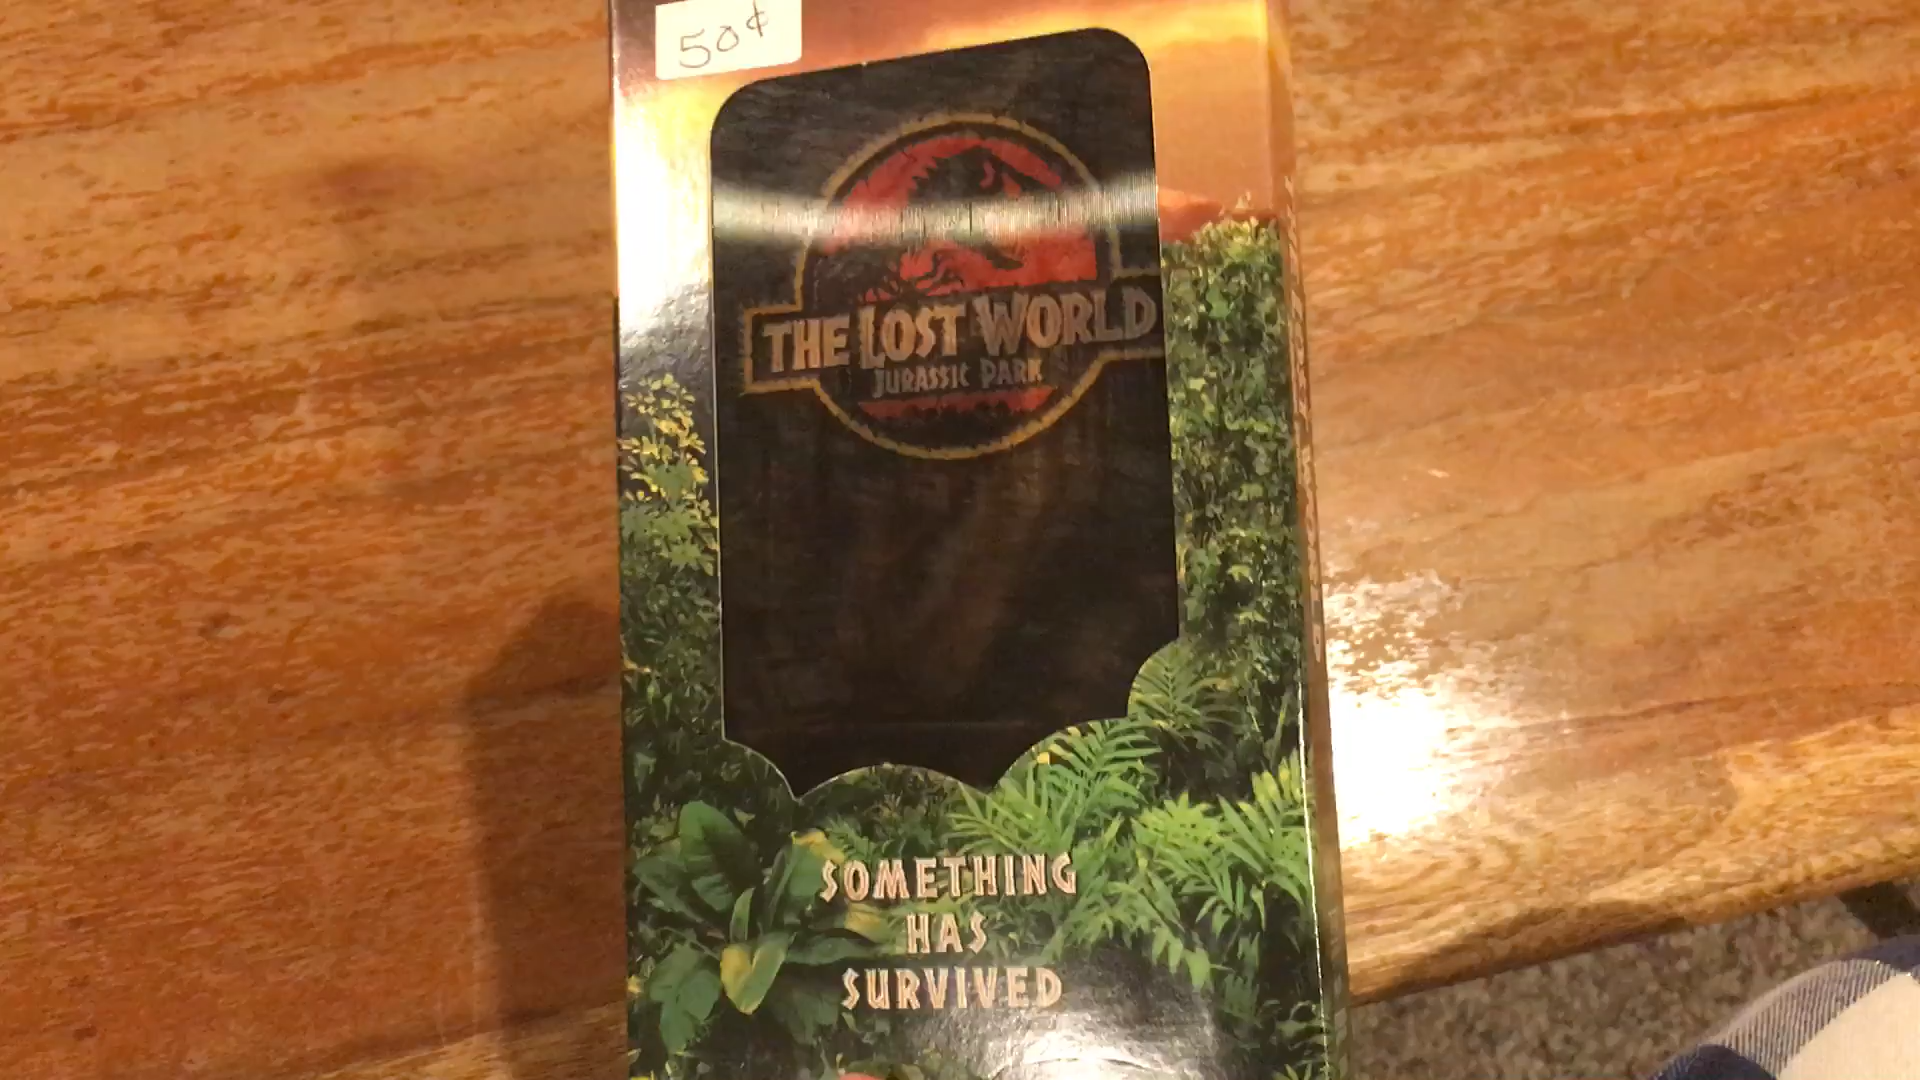 50¢
THE LOST WORLD
JURASSIC PARK
SOMETHING
HAS
SURVIVED